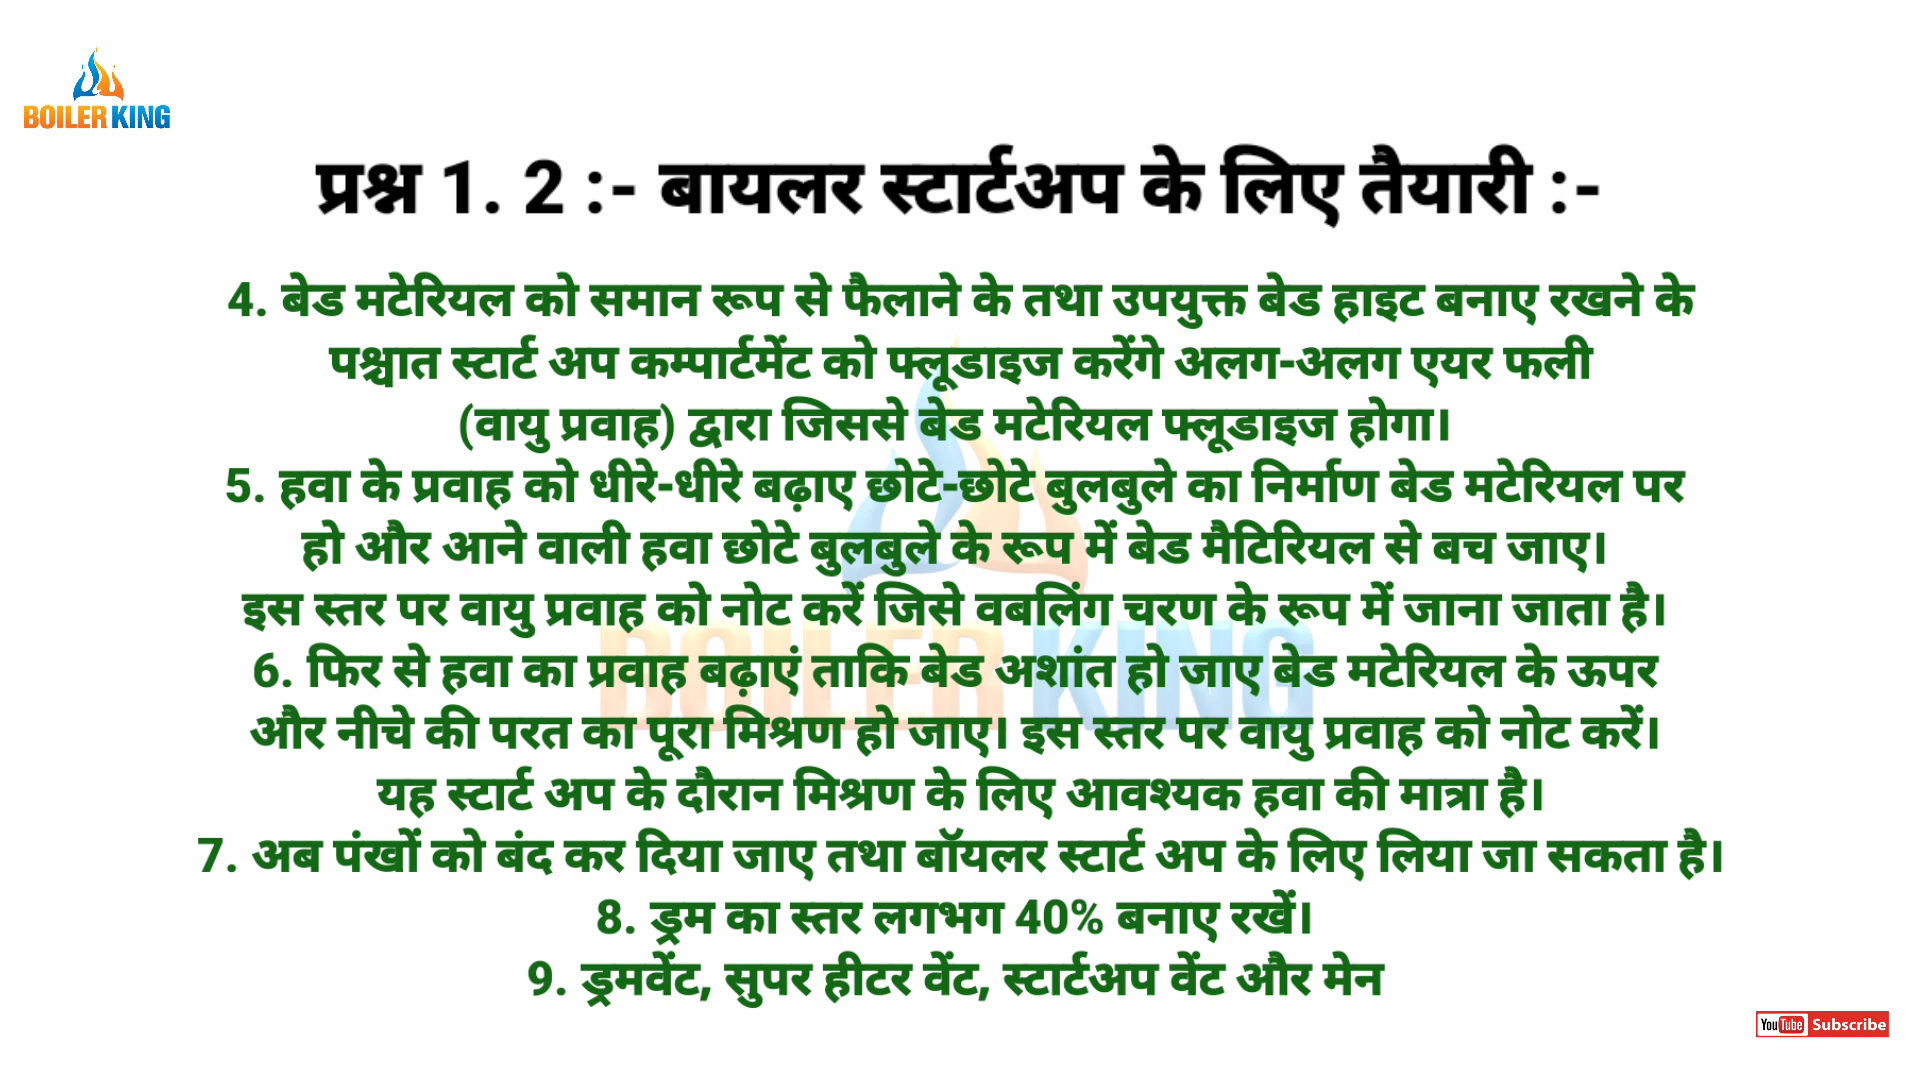 BOILER KING
प्रश्न 1. 2 :- बायलर स्टार्टअप के लिए तैयारी :-
4. बेड मटेरियल को समान रूप से फैलाने के तथा उपयुक्त बेड हाइट बनाए रखने के
पश्चात स्टार्ट अप कम्पार्टमेंट को फ्लूडाइज करेंगे अलग-अलग एयर फली
(वायु प्रवाह) द्वारा जिससे बेड मटेरियल फ्लूडाइज होगा।
5. हवा के प्रवाह को धीरे-धीरे बढ़ाए छोटे-छोटे बुलबुले का निर्माण बेड मटेरियल पर
हो और आने वाली हवा छोटे बुलबुले के रूप में बेड मैटिरियल से बच जाए।
इस स्तर पर वायु प्रवाह को नोट करें जिसे वबलिंग चरण के रूप में जाना जाता है।
6. फिर से हवा का प्रवाह बढ़ाएं ताकि बेड अशांत हो जाए बेड मटेरियल के ऊपर
और नीचे की परत का पूरा मिश्रण हो जाए। इस स्तर पर वायु प्रवाह को नोट करें।
यह स्टार्ट अप के दौरान मिश्रण के लिए आवश्यक हवा की मात्रा है।
7. अब पंखों को बंद कर दिया जाए तथा बॉयलर स्टार्ट अप के लिए लिया जा सकता है।
8. ड्रम का स्तर लगभग 40% बनाए रखें।
9. ड्रमवेंट, सुपर हीटर वेंट, स्टार्टअप वेंट और मेन
BOILER KING
YouTube Subscribe